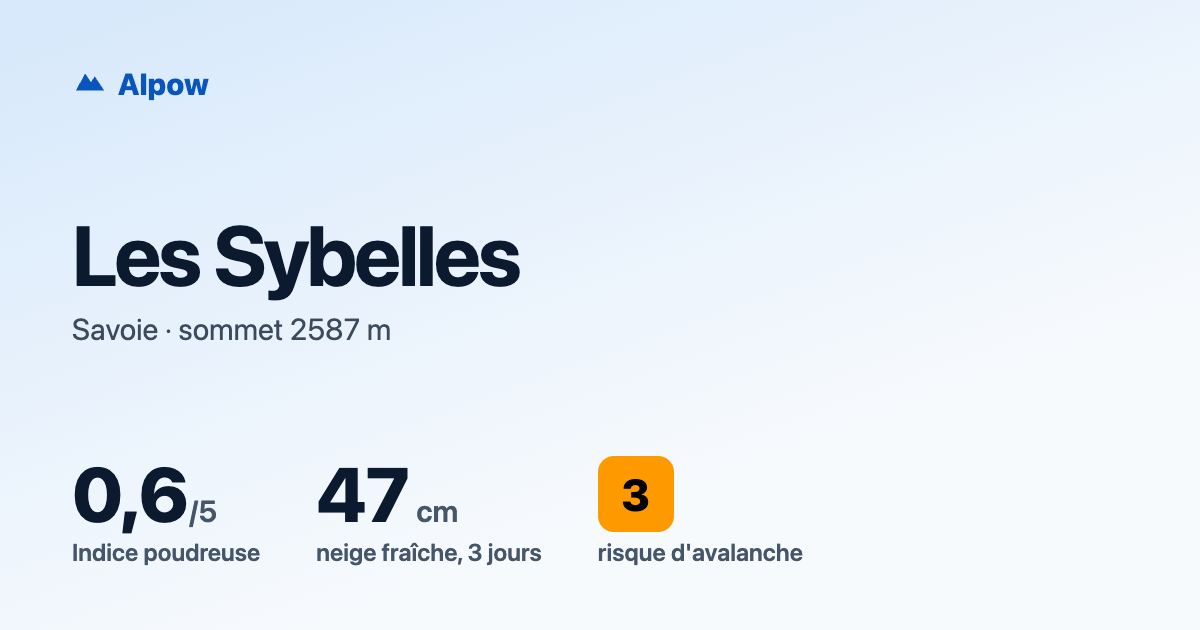 Alpow
Les Sybelles
Savoie · sommet 2587 m
0,6/5
Indice poudreuse
47 cm
neige fraîche, 3 jours
3
risque d'avalanche